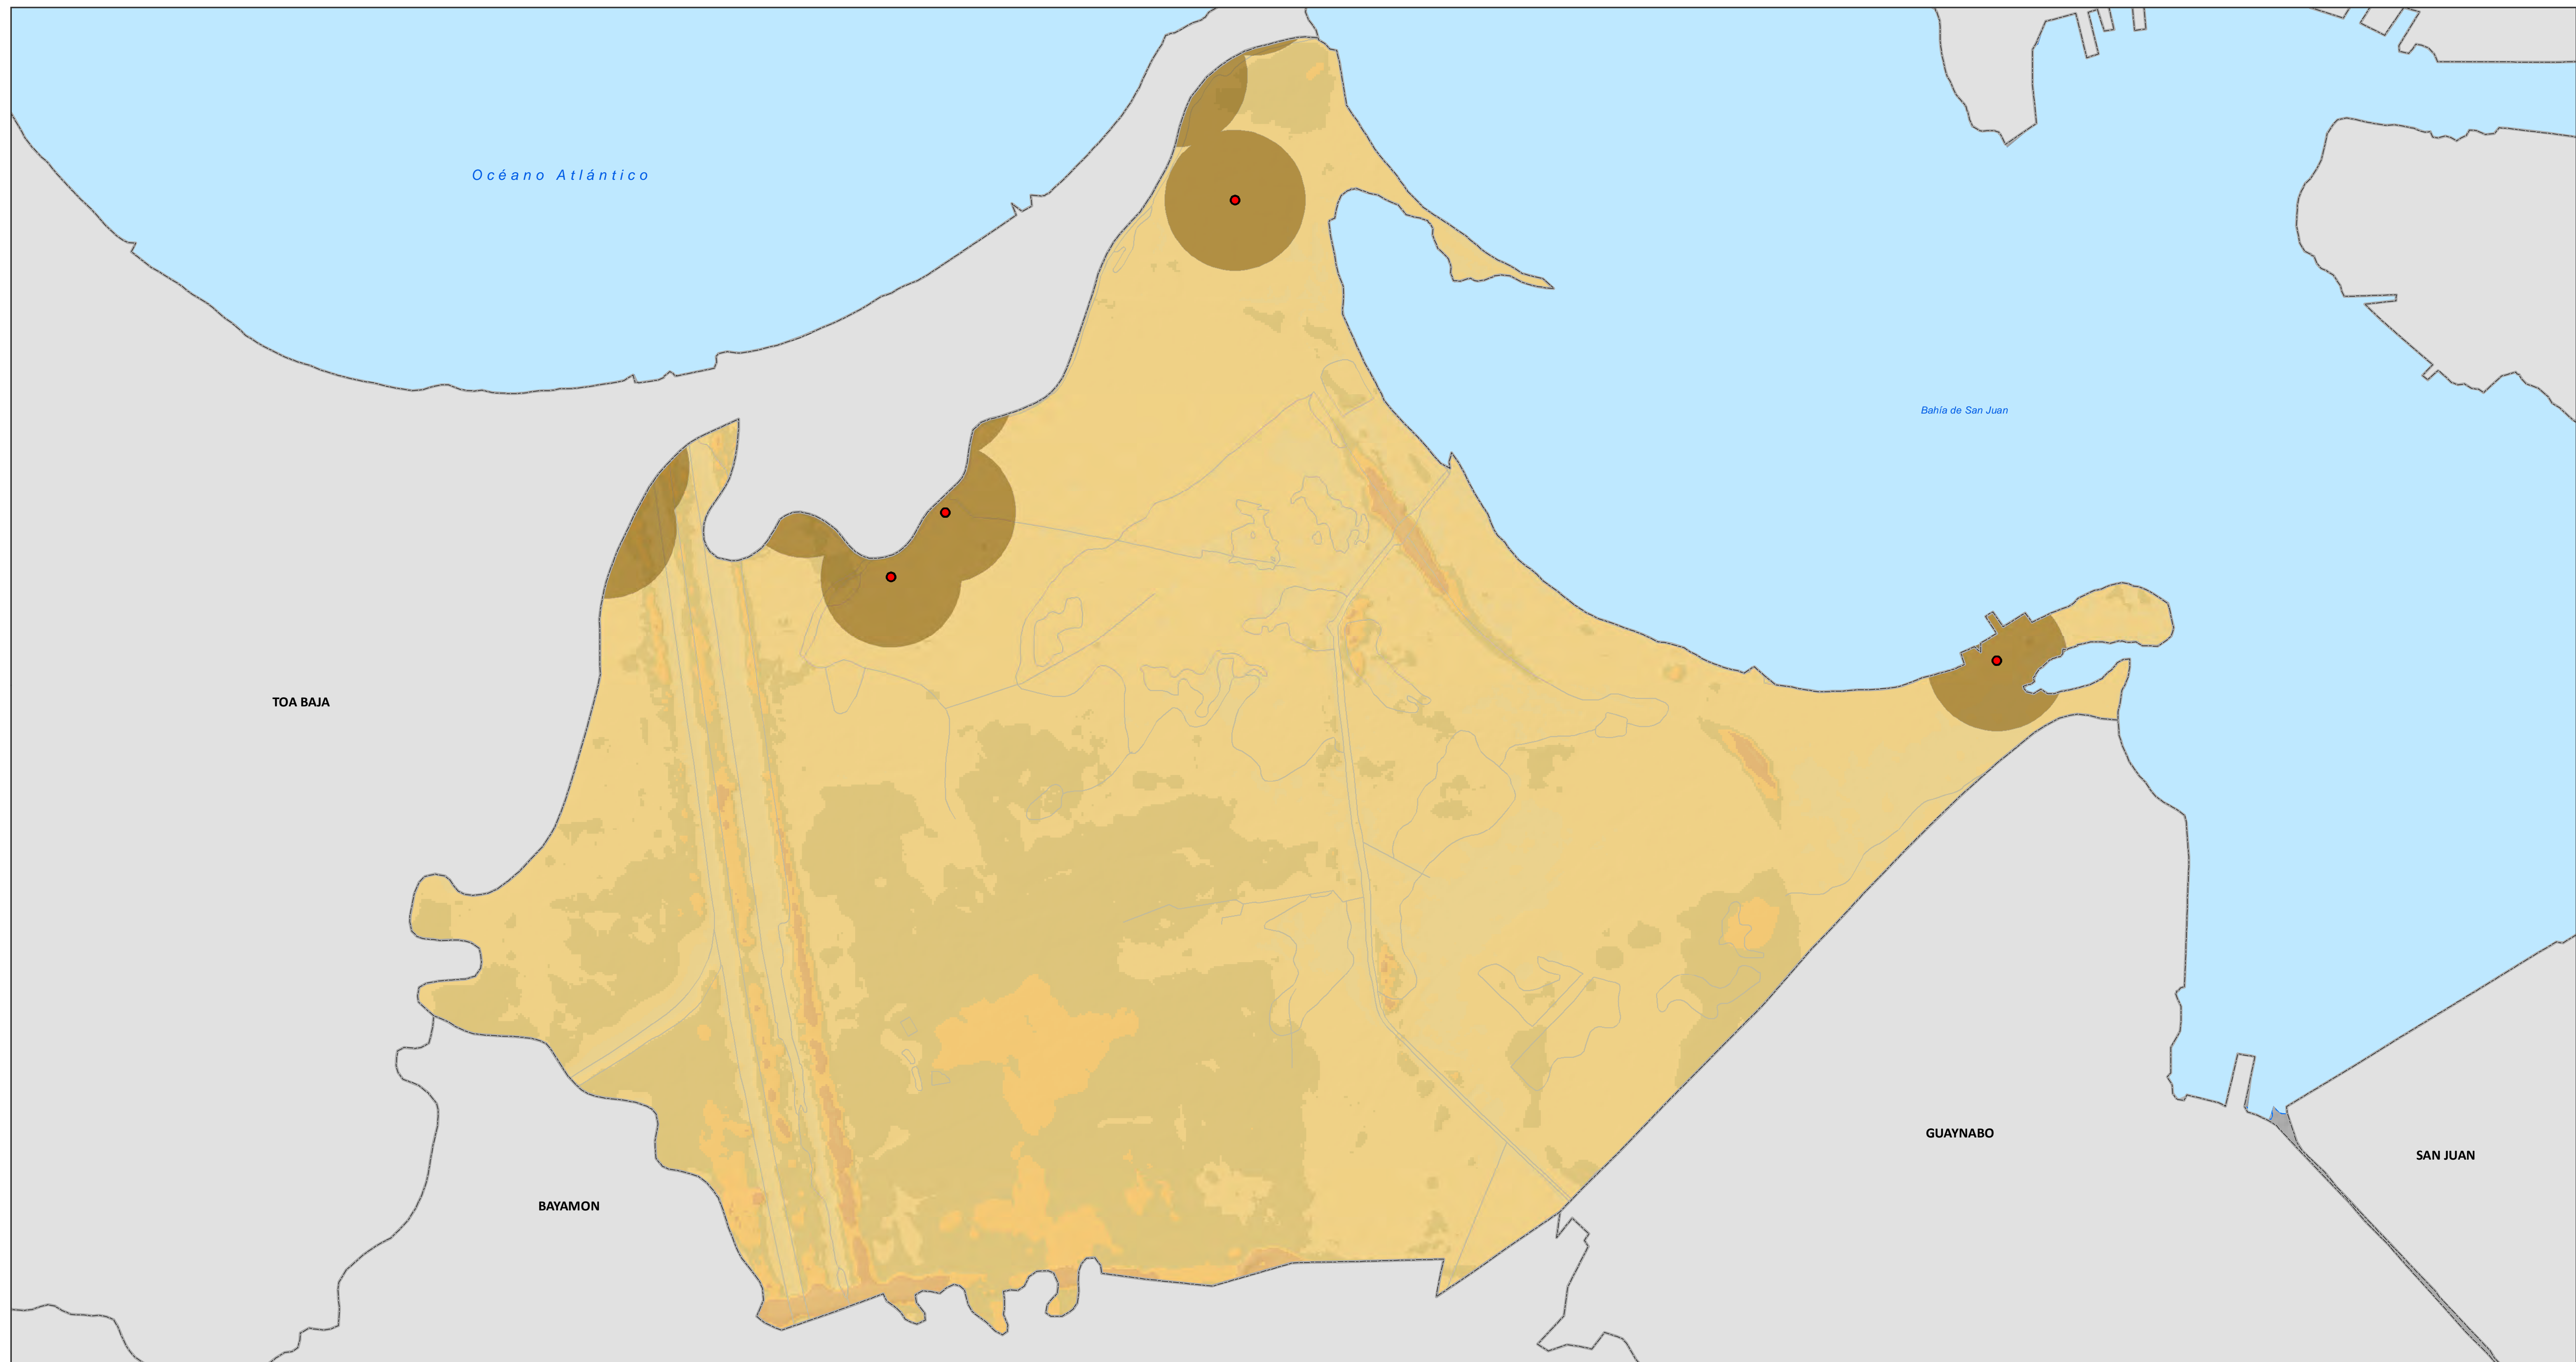 Océano Atlántico
Bahía de San Juan
TOA BAJA
GUAYNABO
SAN JUAN
BAYAMON